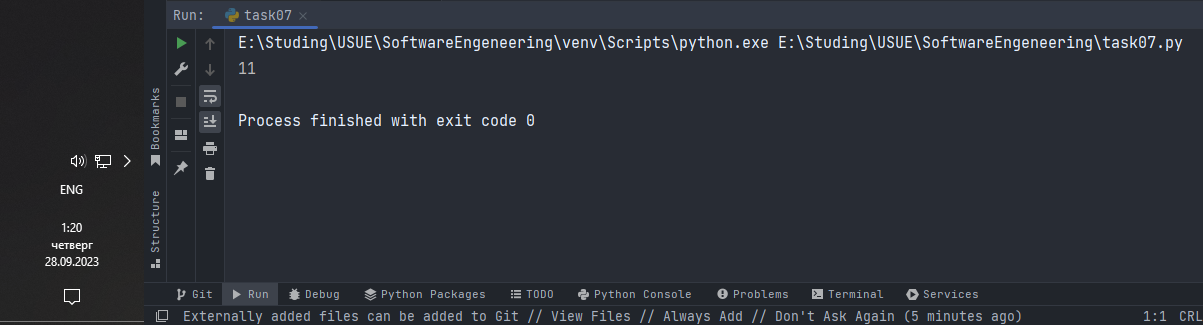 Run: task07
E:\Studing\USUE\SoftwareEngeneering\venv\Scripts\python.exe E:\Studing\USUE\SoftwareEngeneering\task07.py
11
Process finished with exit code 0
Bookmarks
Structure
ENG
1:20
четверг
28.09.2023
Git Run Debug Python Packages TODO Python Console Problems Terminal Services
Externally added files can be added to Git // View Files // Always Add // Don't Ask Again (5 minutes ago) 1:1 CRL